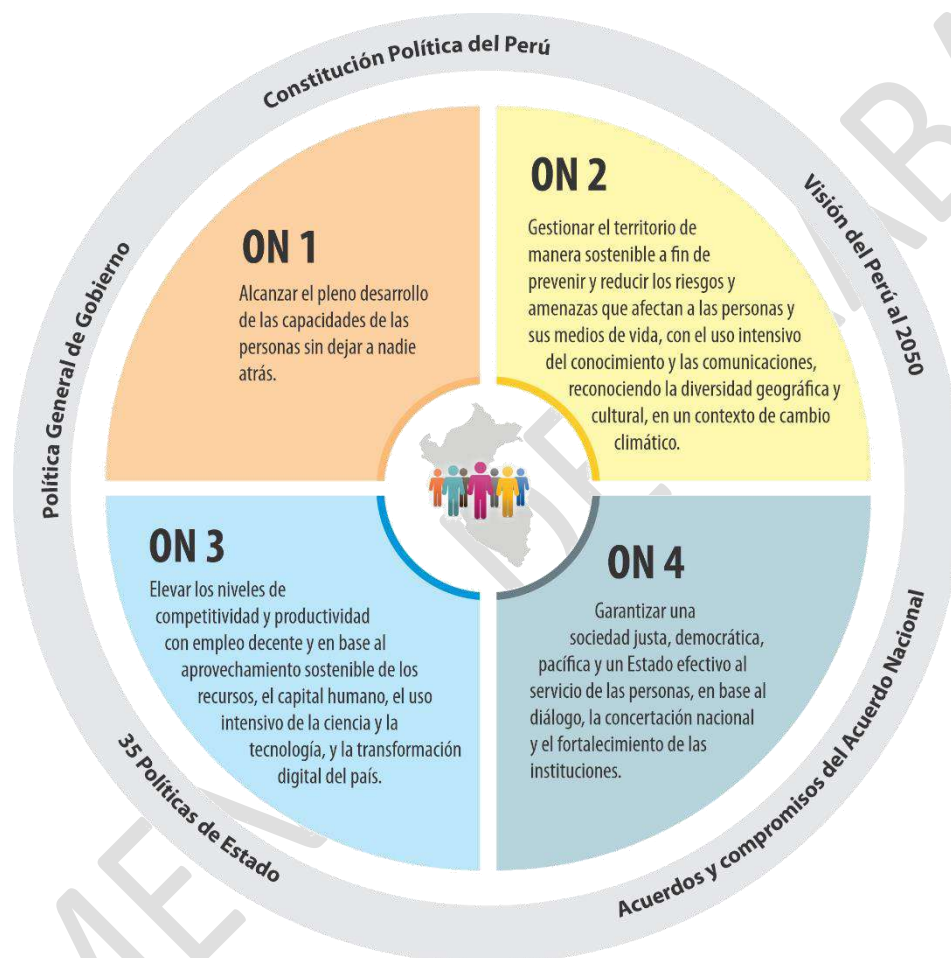 Constitución Política del Perú
Visión del Perú al 2050
Política General de Gobierno
ON 1
Alcanzar el pleno desarrollo
de las capacidades de las
personas sin dejar a nadie
atrás.
ON 2
Gestionar el territorio de
manera sostenible a fin de
prevenir y reducir los riesgos y
amenazas que afectan a las personas y
sus medios de vida, con el uso intensivo
del conocimiento y las comunicaciones,
reconociendo la diversidad geográfica y
cultural, en un contexto de cambio
climático.
ON 3
Elevar los niveles de
competitividad y productividad
con empleo decente y en base al
aprovechamiento sostenible de los
recursos, el capital humano, el uso
intensivo de la ciencia y la
tecnología, y la transformación
digital del país.
ON 4
Garantizar una
sociedad justa, democrática,
pacífica y un Estado efectivo al
servicio de las personas, en base al
diálogo, la concertación nacional
y el fortalecimiento de las
instituciones.
35 Políticas de Estado
Acuerdos y compromisos del Acuerdo Nacional